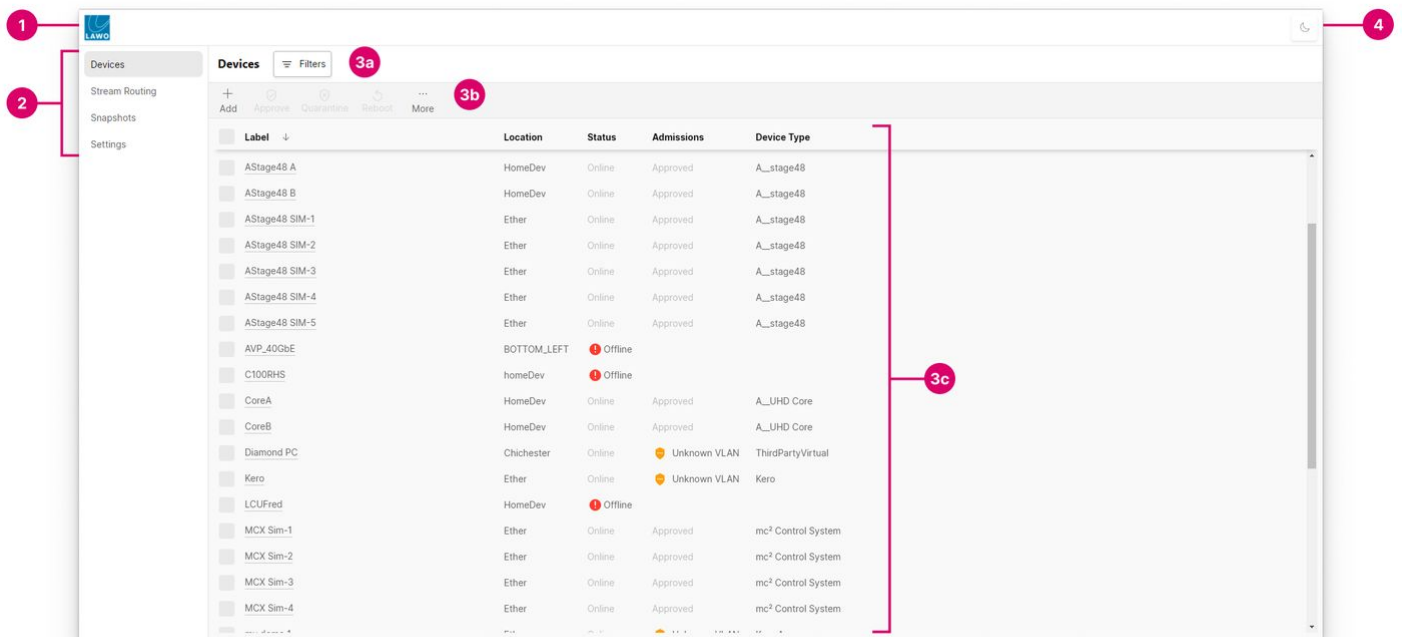 1
LAWO
4
2
Devices
Stream Routing
Snapshots
Settings
Devices Filters 3a
Add Approve Quarantine Reboot More 3b
Label Location Status Admissions Device Type
AStage48 A HomeDev Online Approved A__stage48
AStage48 B HomeDev Online Approved A__stage48
AStage48 SIM-1 Ether Online Approved A__stage48
AStage48 SIM-2 Ether Online Approved A__stage48
AStage48 SIM-3 Ether Online Approved A__stage48
AStage48 SIM-4 Ether Online Approved A__stage48
AStage48 SIM-5 Ether Online Approved A__stage48
AVP_40GbE BOTTOM_LEFT Offline
C100RHS homeDev Offline
3c
CoreA HomeDev Online Approved A__UHD Core
CoreB HomeDev Online Approved A__UHD Core
Diamond PC Chichester Online Unknown VLAN ThirdPartyVirtual
Kero Ether Online Unknown VLAN Kero
LCUFred HomeDev Offline
MCX Sim-1 Ether Online Approved mc² Control System
MCX Sim-2 Ether Online Approved mc² Control System
MCX Sim-3 Ether Online Approved mc² Control System
MCX Sim-4 Ether Online Approved mc² Control System